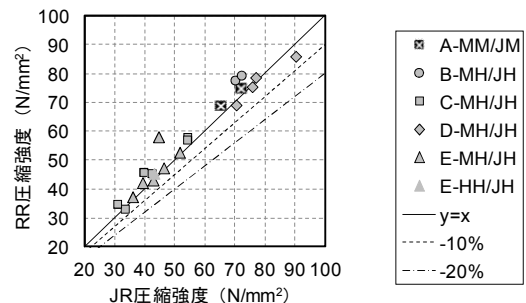 RR圧縮強度 (N/mm²)
100
90
80
70
60
50
40
30
20
20 30 40 50 60 70 80 90 100
JR圧縮強度 (N/mm²)
A-MM/JM
B-MH/JH
C-MH/JH
D-MH/JH
E-MH/JH
E-HH/JH
y=x
-10%
-20%